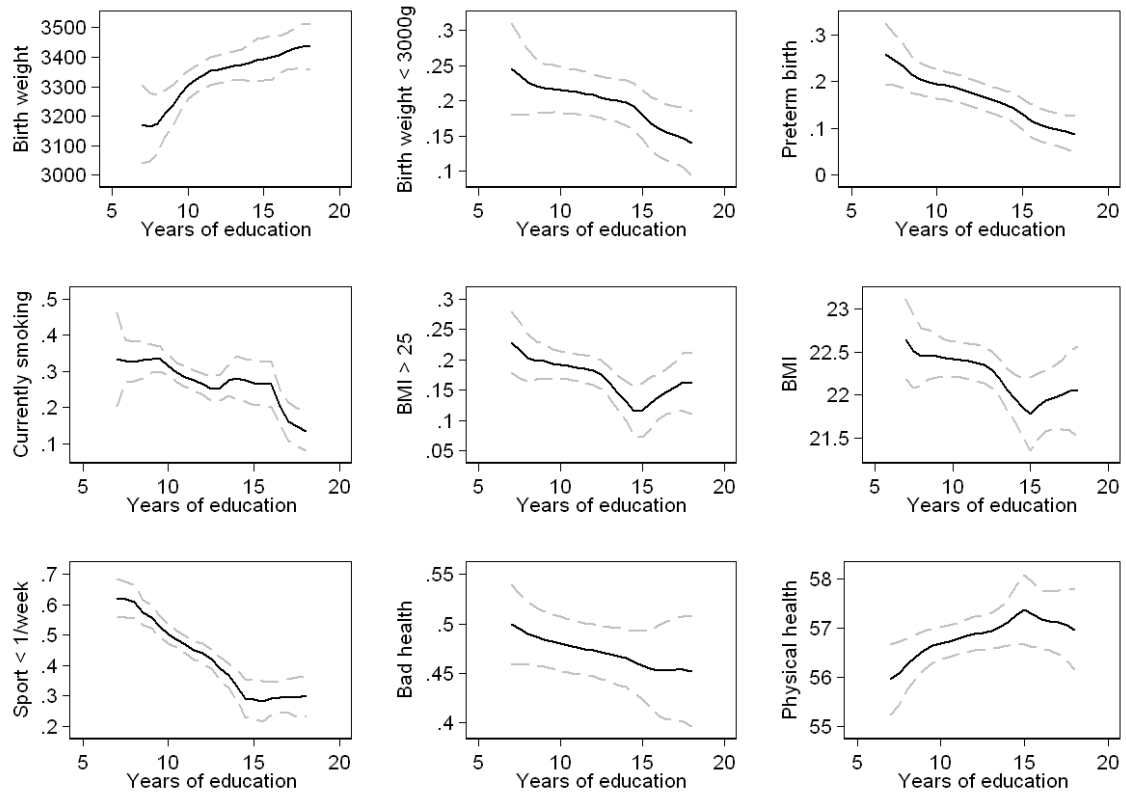 Birth weight
3500
3400
3300
3200
3100
3000
5 10 15 20
Years of education
Birth weight < 3000g
.3
.25
.2
.15
.1
5 10 15 20
Years of education
Preterm birth
.3
.2
.1
0
5 10 15 20
Years of education
Currently smoking
.5
.4
.3
.2
.1
5 10 15 20
Years of education
BMI > 25
.3
.25
.2
.15
.1
.05
5 10 15 20
Years of education
BMI
23
22.5
22
21.5
5 10 15 20
Years of education
Sport < 1/week
.7
.6
.5
.4
.3
.2
5 10 15 20
Years of education
Bad health
.55
.5
.45
.4
5 10 15 20
Years of education
Physical health
58
57
56
55
5 10 15 20
Years of education